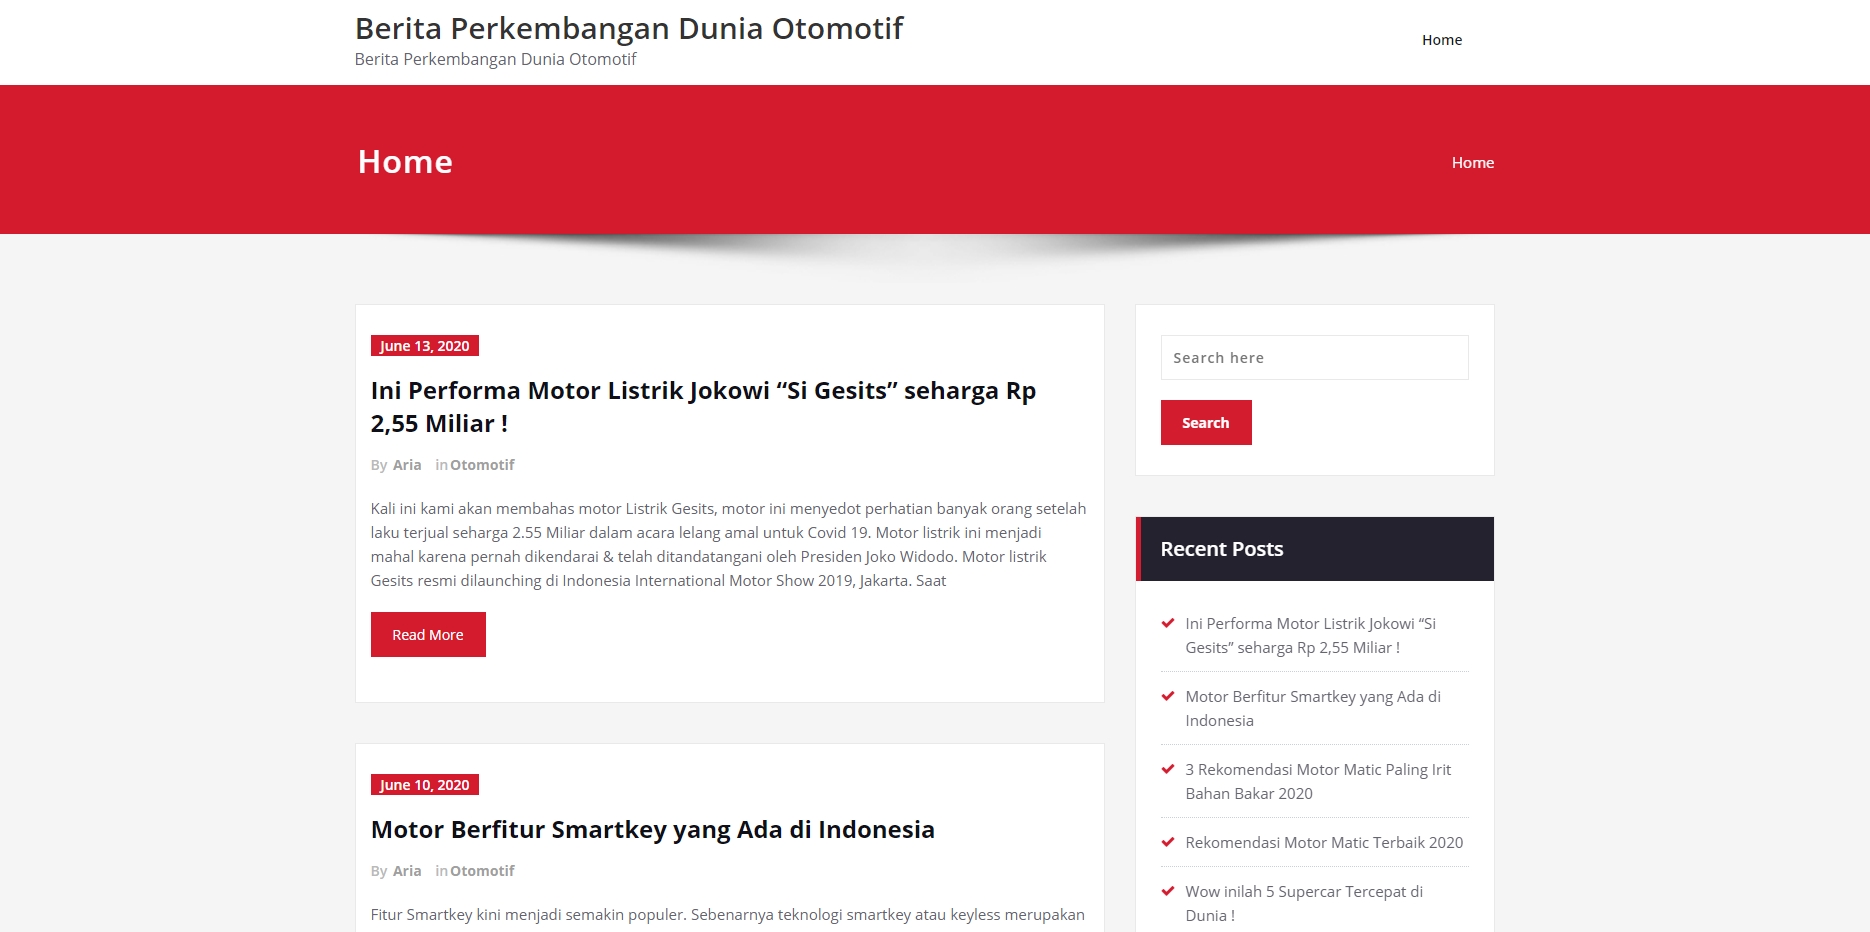 Berita Perkembangan Dunia Otomotif
Berita Perkembangan Dunia Otomotif
Home
Home
Home
June 13, 2020
Ini Performa Motor Listrik Jokowi “Si Gesits” seharga Rp
2,55 Miliar !
By Aria in Otomotif
Kali ini kami akan membahas motor Listrik Gesits, motor ini menyedot perhatian banyak orang setelah
laku terjual seharga 2.55 Miliar dalam acara lelang amal untuk Covid 19. Motor listrik ini menjadi
mahal karena pernah dikendarai & telah ditandatangani oleh Presiden Joko Widodo. Motor listrik
Gesits resmi dilaunching di Indonesia International Motor Show 2019, Jakarta. Saat
Read More
June 10, 2020
Motor Berfitur Smartkey yang Ada di Indonesia
By Aria in Otomotif
Fitur Smartkey kini menjadi semakin populer. Sebenarnya teknologi smartkey atau keyless merupakan
Search here
Search
Recent Posts
Ini Performa Motor Listrik Jokowi “Si
Gesits” seharga Rp 2,55 Miliar !
Motor Berfitur Smartkey yang Ada di
Indonesia
3 Rekomendasi Motor Matic Paling Irit
Bahan Bakar 2020
Rekomendasi Motor Matic Terbaik 2020
Wow inilah 5 Supercar Tercepat di
Dunia !